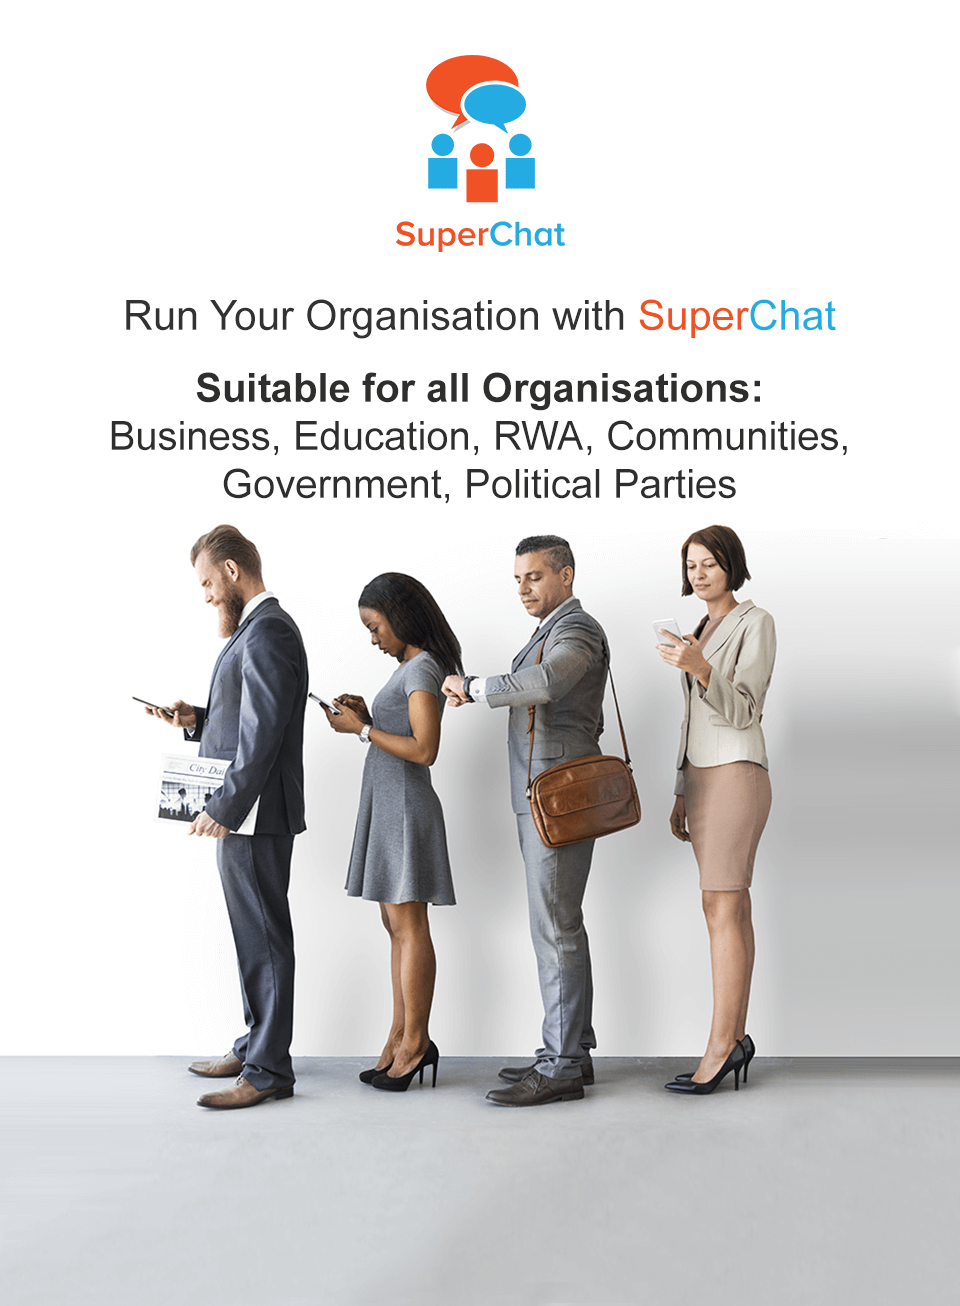 SuperChat
Run Your Organisation with SuperChat
Suitable for all Organisations:
Business, Education, RWA, Communities,
Government, Political Parties
City Dai